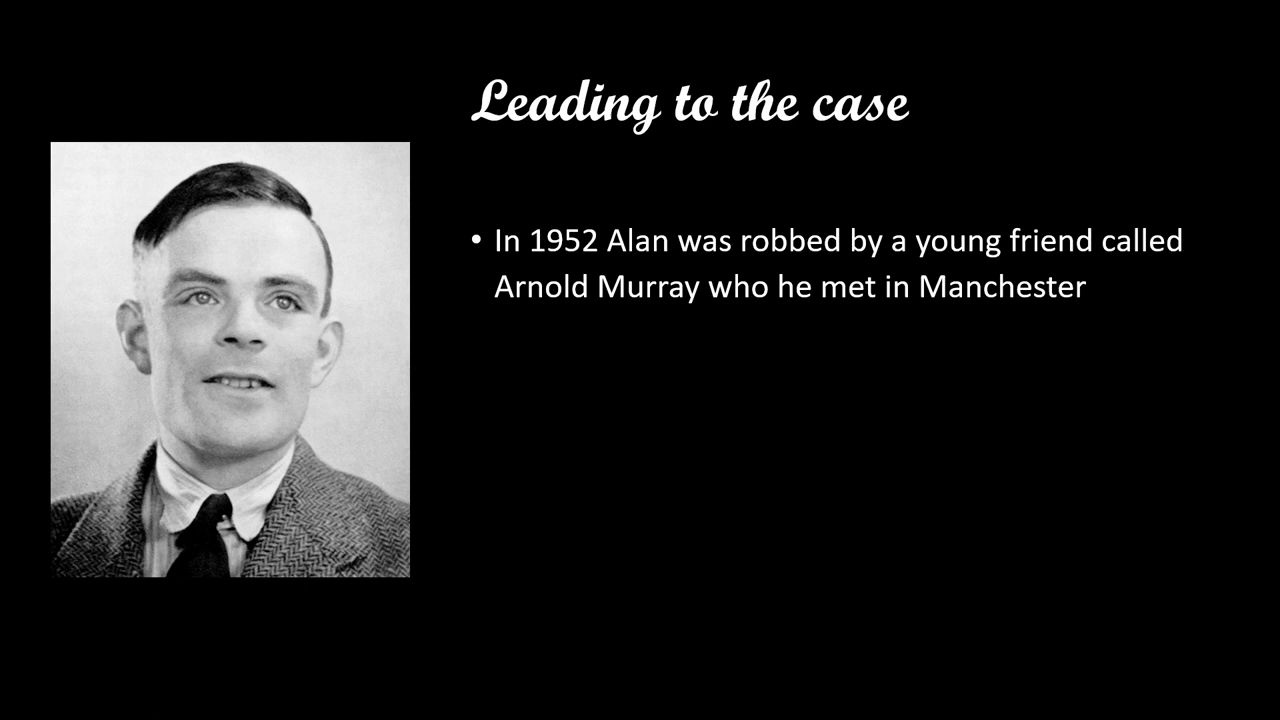 Leading to the case
• In 1952 Alan was robbed by a young friend called
Arnold Murray who he met in Manchester